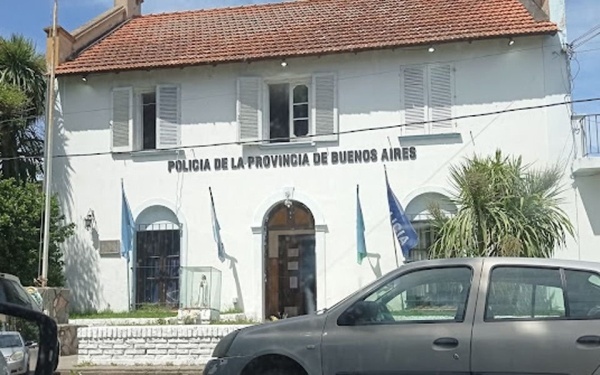 POLICIA DE LA PROVINCIA DE BUENOS AIRES